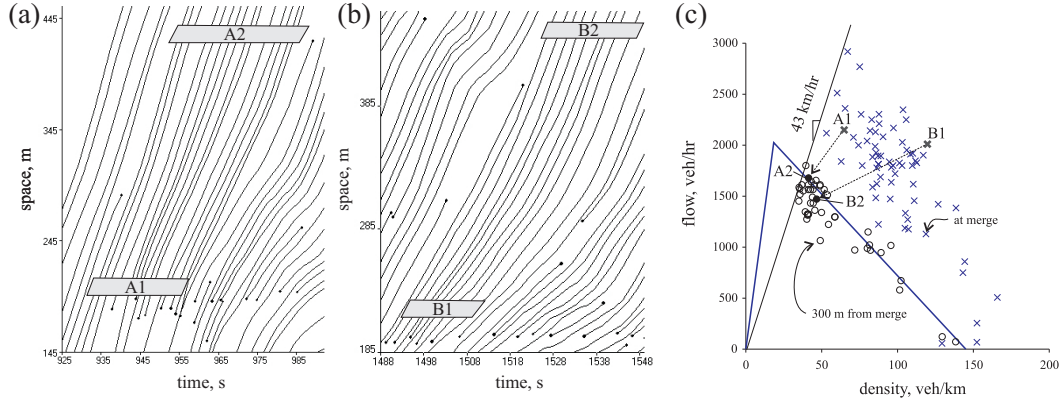 (a)
445
345
245
145
space, m
A2
A1
925 935 945 955 965 975 985
time, s
(b)
385
285
185
space, m
B2
B1
1488 1498 1508 1518 1528 1538 1548
time, s
(c)
3000
2500
2000
1500
1000
500
0
flow, veh/hr
43 km/hr
A1
B1
A2
B2
at merge
300 m from merge
0 50 100 150 200
density, veh/km